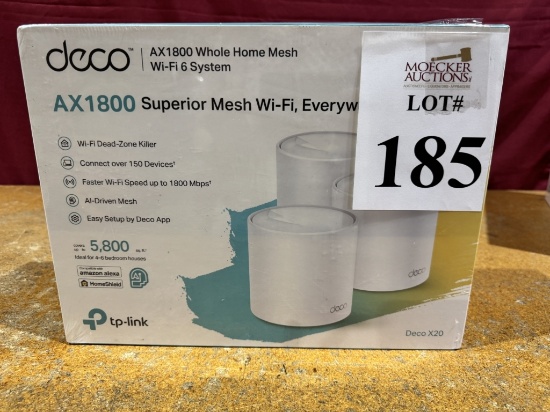 deco™ AX1800 Whole Home Mesh
Wi-Fi 6 System
MOECKER
AUCTIONS
LOT#
185
AX1800 Superior Mesh Wi-Fi, Everyw
Wi-Fi Dead-Zone Killer
Connect over 150 Devices†
Faster Wi-Fi Speed up to 1800 Mbps†
AI-Driven Mesh
Easy Setup by Deco App
5,800
Ideal for 4-6 bedroom houses
amazon alexa
HomeShield
deco
deco
tp-link
Deco X20